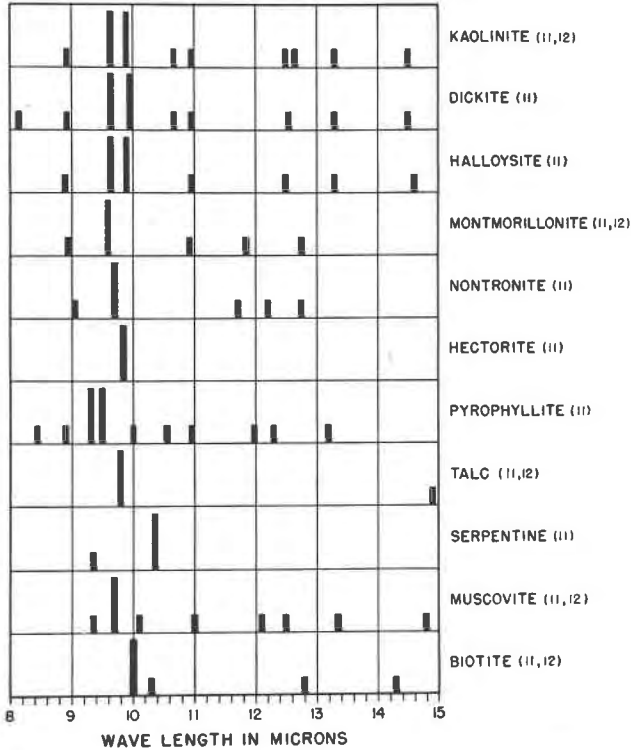 KAOLINITE (11,12)
DICKITE (11)
HALLOYSITE (11)
MONTMORILLONITE (11,12)
NONTRONITE (11)
HECTORITE (11)
PYROPHYLLITE (11)
TALC (11,12)
SERPENTINE (11)
MUSCOVITE (11,12)
BIOTITE (11,12)
8 9 10 11 12 13 14 15
WAVE LENGTH IN MICRONS